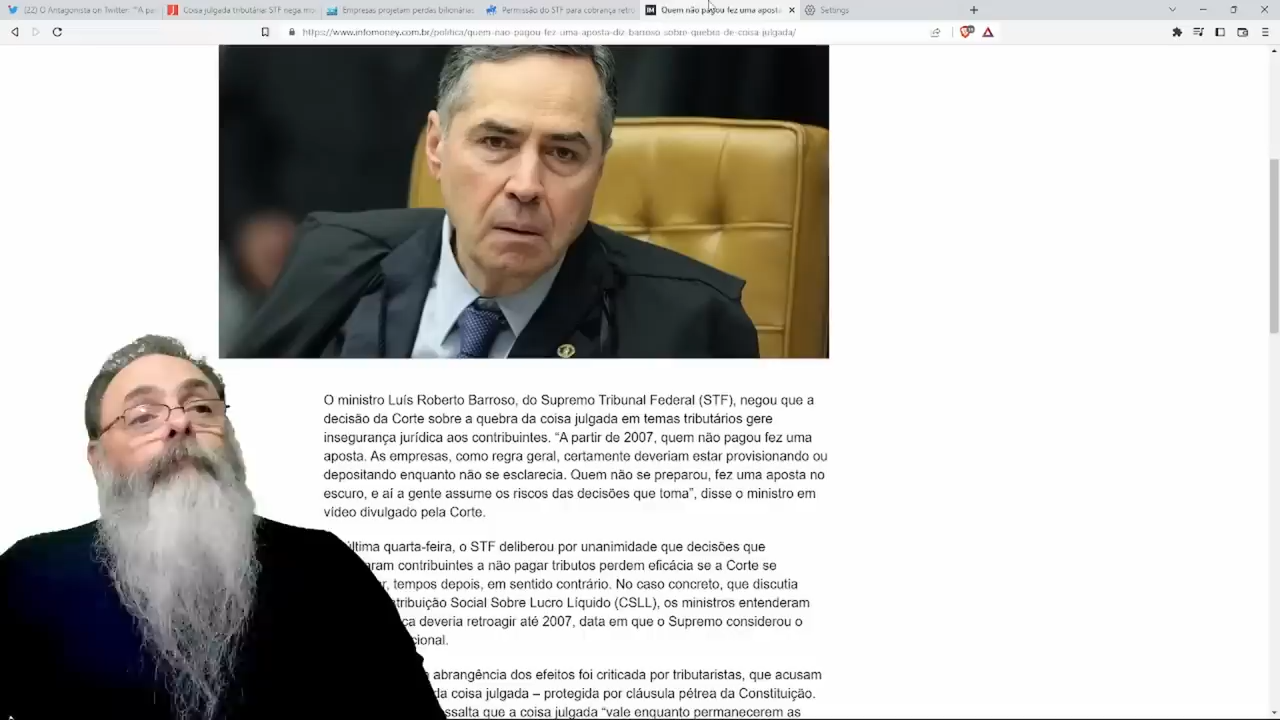 (22) O Antagonista on Twitter: "'A pa
Coisa julgada tributária: STF nega mo
Empresas projetam perdas bilionárias
Permissão do STF para cobrança retro
Quem não pagou fez uma aposta
Settings
https://www.infomoney.com.br/politica/quem-nao-pagou-fez-uma-aposta-diz-barroso-sobre-quebra-de-coisa-julgada/
O ministro Luís Roberto Barroso, do Supremo Tribunal Federal (STF), negou que a
decisão da Corte sobre a quebra da coisa julgada em temas tributários gere
insegurança jurídica aos contribuintes. "A partir de 2007, quem não pagou fez uma
aposta. As empresas, como regra geral, certamente deveriam estar provisionando ou
depositando enquanto não se esclarecia. Quem não se preparou, fez uma aposta no
escuro, e aí a gente assume os riscos das decisões que toma", disse o ministro em
vídeo divulgado pela Corte.
última quarta-feira, o STF deliberou por unanimidade que decisões que
aram contribuintes a não pagar tributos perdem eficácia se a Corte se
, tempos depois, em sentido contrário. No caso concreto, que discutia
tribuição Social Sobre Lucro Líquido (CSLL), os ministros entenderam
ça deveria retroagir até 2007, data em que o Supremo considerou o
cional.
abrangência dos efeitos foi criticada por tributaristas, que acusam
da coisa julgada – protegida por cláusula pétrea da Constituição.
ssalta que a coisa julgada "vale enquanto permanecerem as